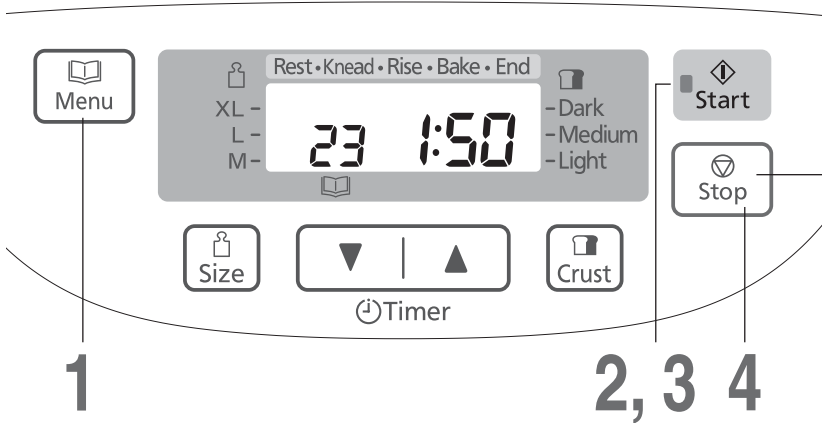 Menu
Rest • Knead • Rise • Bake • End
XL –
L –
M –
23 1:50
– Dark
– Medium
– Light
Start
Stop
Size
Timer
Crust
1
2, 3
4